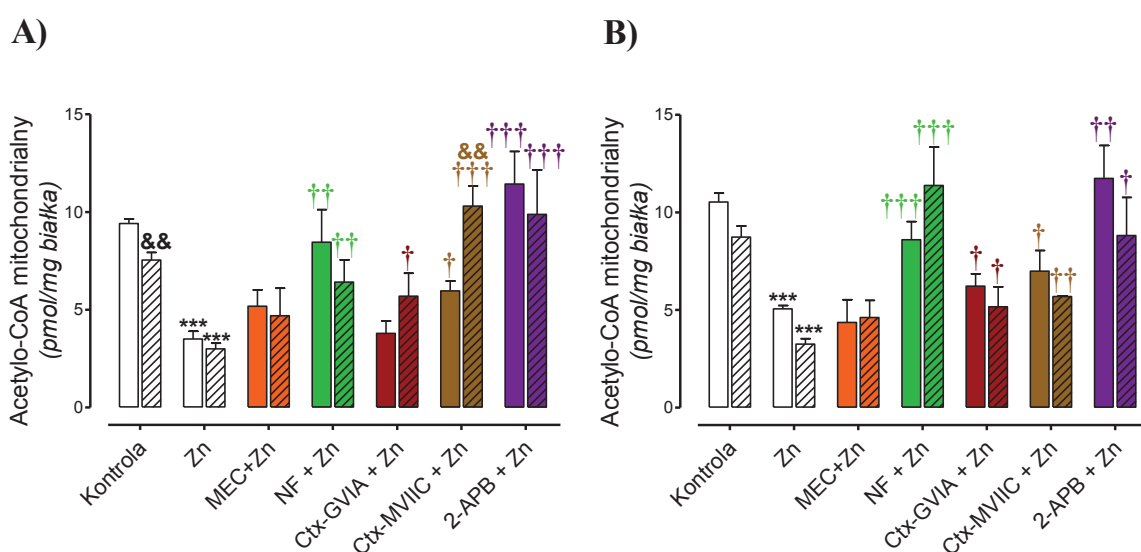 A)
B)
Acetylo-CoA mitochondrialny
(pmol/mg białka)
15
10
5
0
&&
***
***
††
††
†
†
&&
†††
†††
†††
Kontrola
Zn
MEC+Zn
NF + Zn
Ctx-GVIA + Zn
Ctx-MVIIC + Zn
2-APB + Zn
Acetylo-CoA mitochondrialny
(pmol/mg białka)
15
10
5
0
***
***
†††
†††
†
†
†
††
††
†
Kontrola
Zn
MEC+Zn
NF + Zn
Ctx-GVIA + Zn
Ctx-MVIIC + Zn
2-APB + Zn